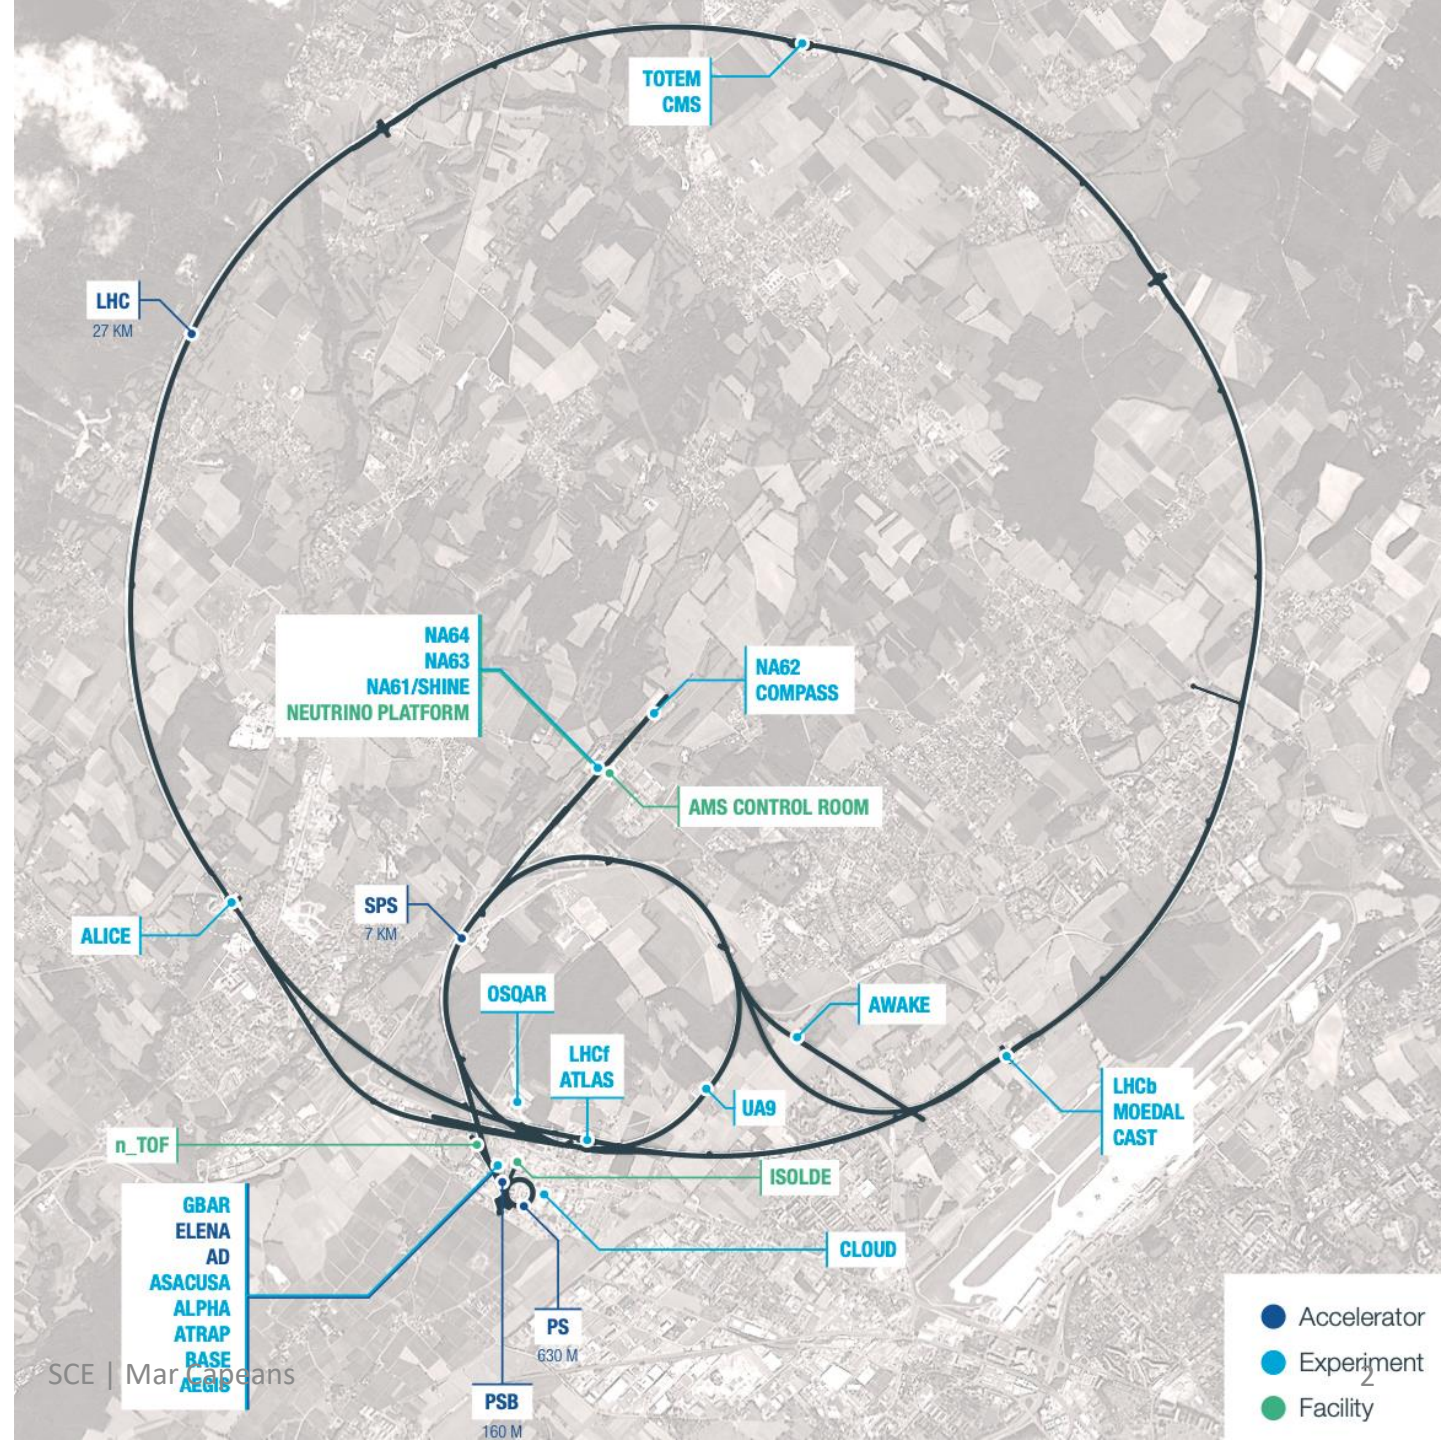 TOTEM
CMS
LHC
27 KM
NA64
NA63
NA61/SHINE
NEUTRINO PLATFORM
NA62
COMPASS
AMS CONTROL ROOM
SPS
7 KM
ALICE
OSQAR
AWAKE
LHCf
ATLAS
UA9
LHCb
MOEDAL
CAST
n_TOF
ISOLDE
GBAR
ELENA
AD
ASACUSA
ALPHA
ATRAP
BASE
AEGIS
CLOUD
PS
630 M
PSB
160 M
SCE | Mar Capeans
Accelerator
Experiment
2
Facility